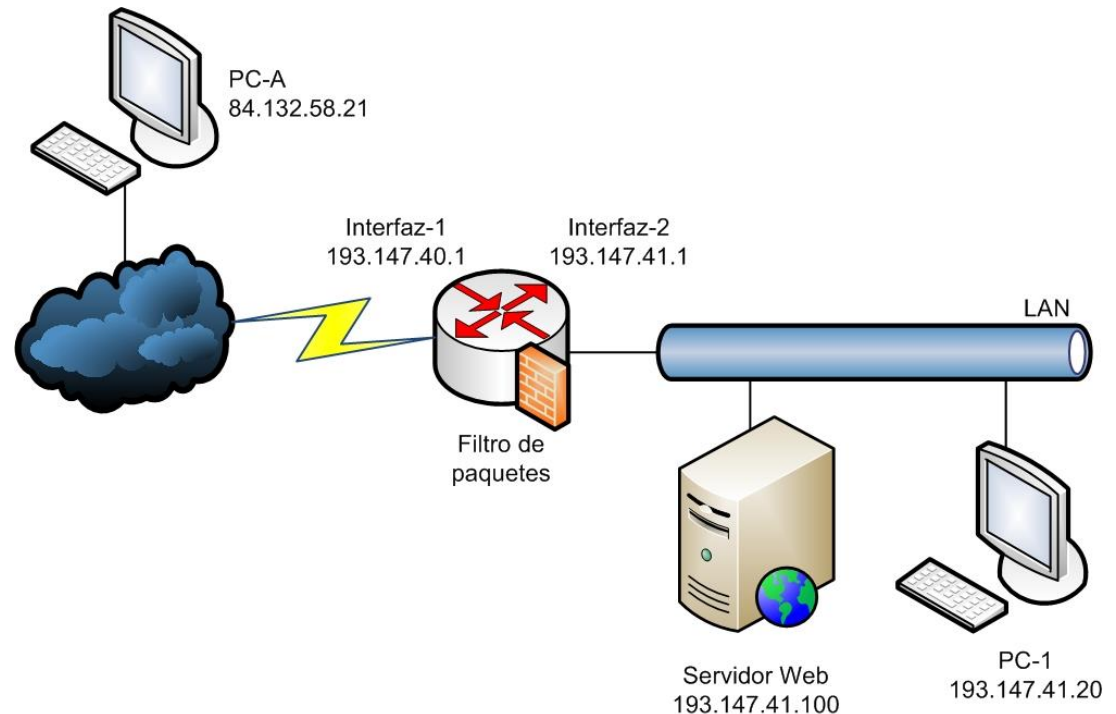 PC-A
84.132.58.21
Interfaz-1
193.147.40.1
Interfaz-2
193.147.41.1
LAN
Filtro de
paquetes
Servidor Web
193.147.41.100
PC-1
193.147.41.20